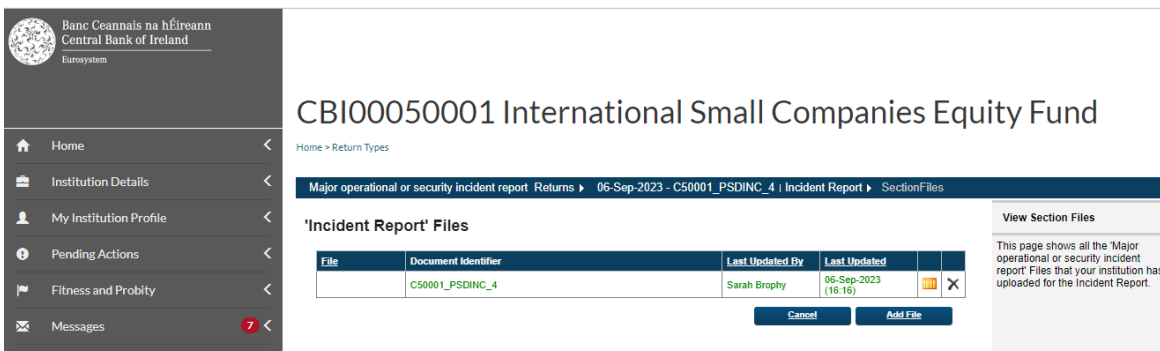 Banc Ceannais na hÉireann
Central Bank of Ireland
Eurosystem
CBI00050001 International Small Companies Equity Fund
Home > Return Types
Home
Institution Details
My Institution Profile
Pending Actions
Fitness and Probity
Messages 7
Major operational or security incident report Returns 06-Sep-2023 - C50001_PSDINC_4 | Incident Report SectionFiles
'Incident Report' Files
File Document Identifier Last Updated By Last Updated
C50001_PSDINC_4 Sarah Brophy 06-Sep-2023
(16:16)
Cancel Add File
View Section Files
This page shows all the 'Major
operational or security incident
report' Files that your institution has
uploaded for the Incident Report.